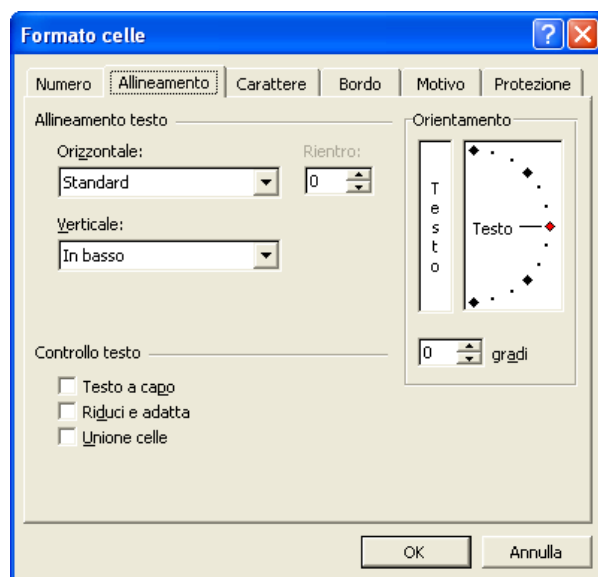 Formato celle
Numero Allineamento Carattere Bordo Motivo Protezione
Allineamento testo
Orizzontale: Rientro:
Standard 0
Verticale:
In basso
Orientamento
Testo
Testo
0 gradi
Controllo testo
Testo a capo
Riduci e adatta
Unione celle
OK Annulla